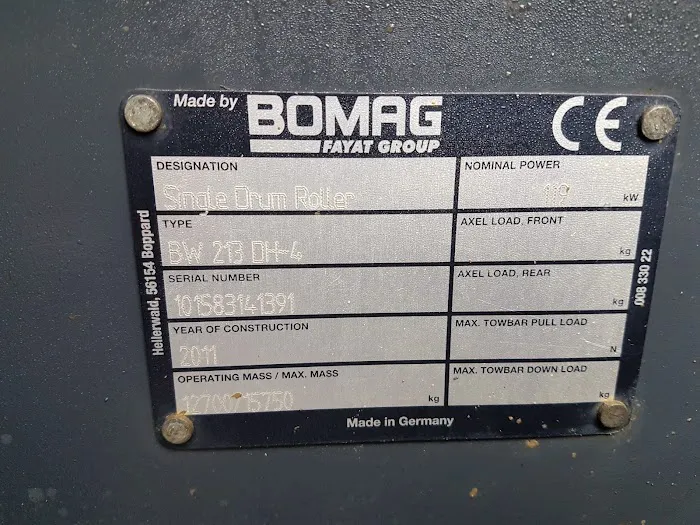 Made by BOMAG CE
FAYAT GROUP
DESIGNATION
Single Drum Roller
NOMINAL POWER
kW
TYPE
BW 213 DH-4
AXEL LOAD, FRONT
kg
SERIAL NUMBER
101583141391
AXEL LOAD, REAR
kg
YEAR OF CONSTRUCTION
2011
MAX. TOWBAR PULL LOAD
N
OPERATING MASS / MAX. MASS
12700/15750 kg
MAX. TOWBAR DOWN LOAD
kg
Made in Germany
Hellerwald, 56154 Boppard
008 330 22